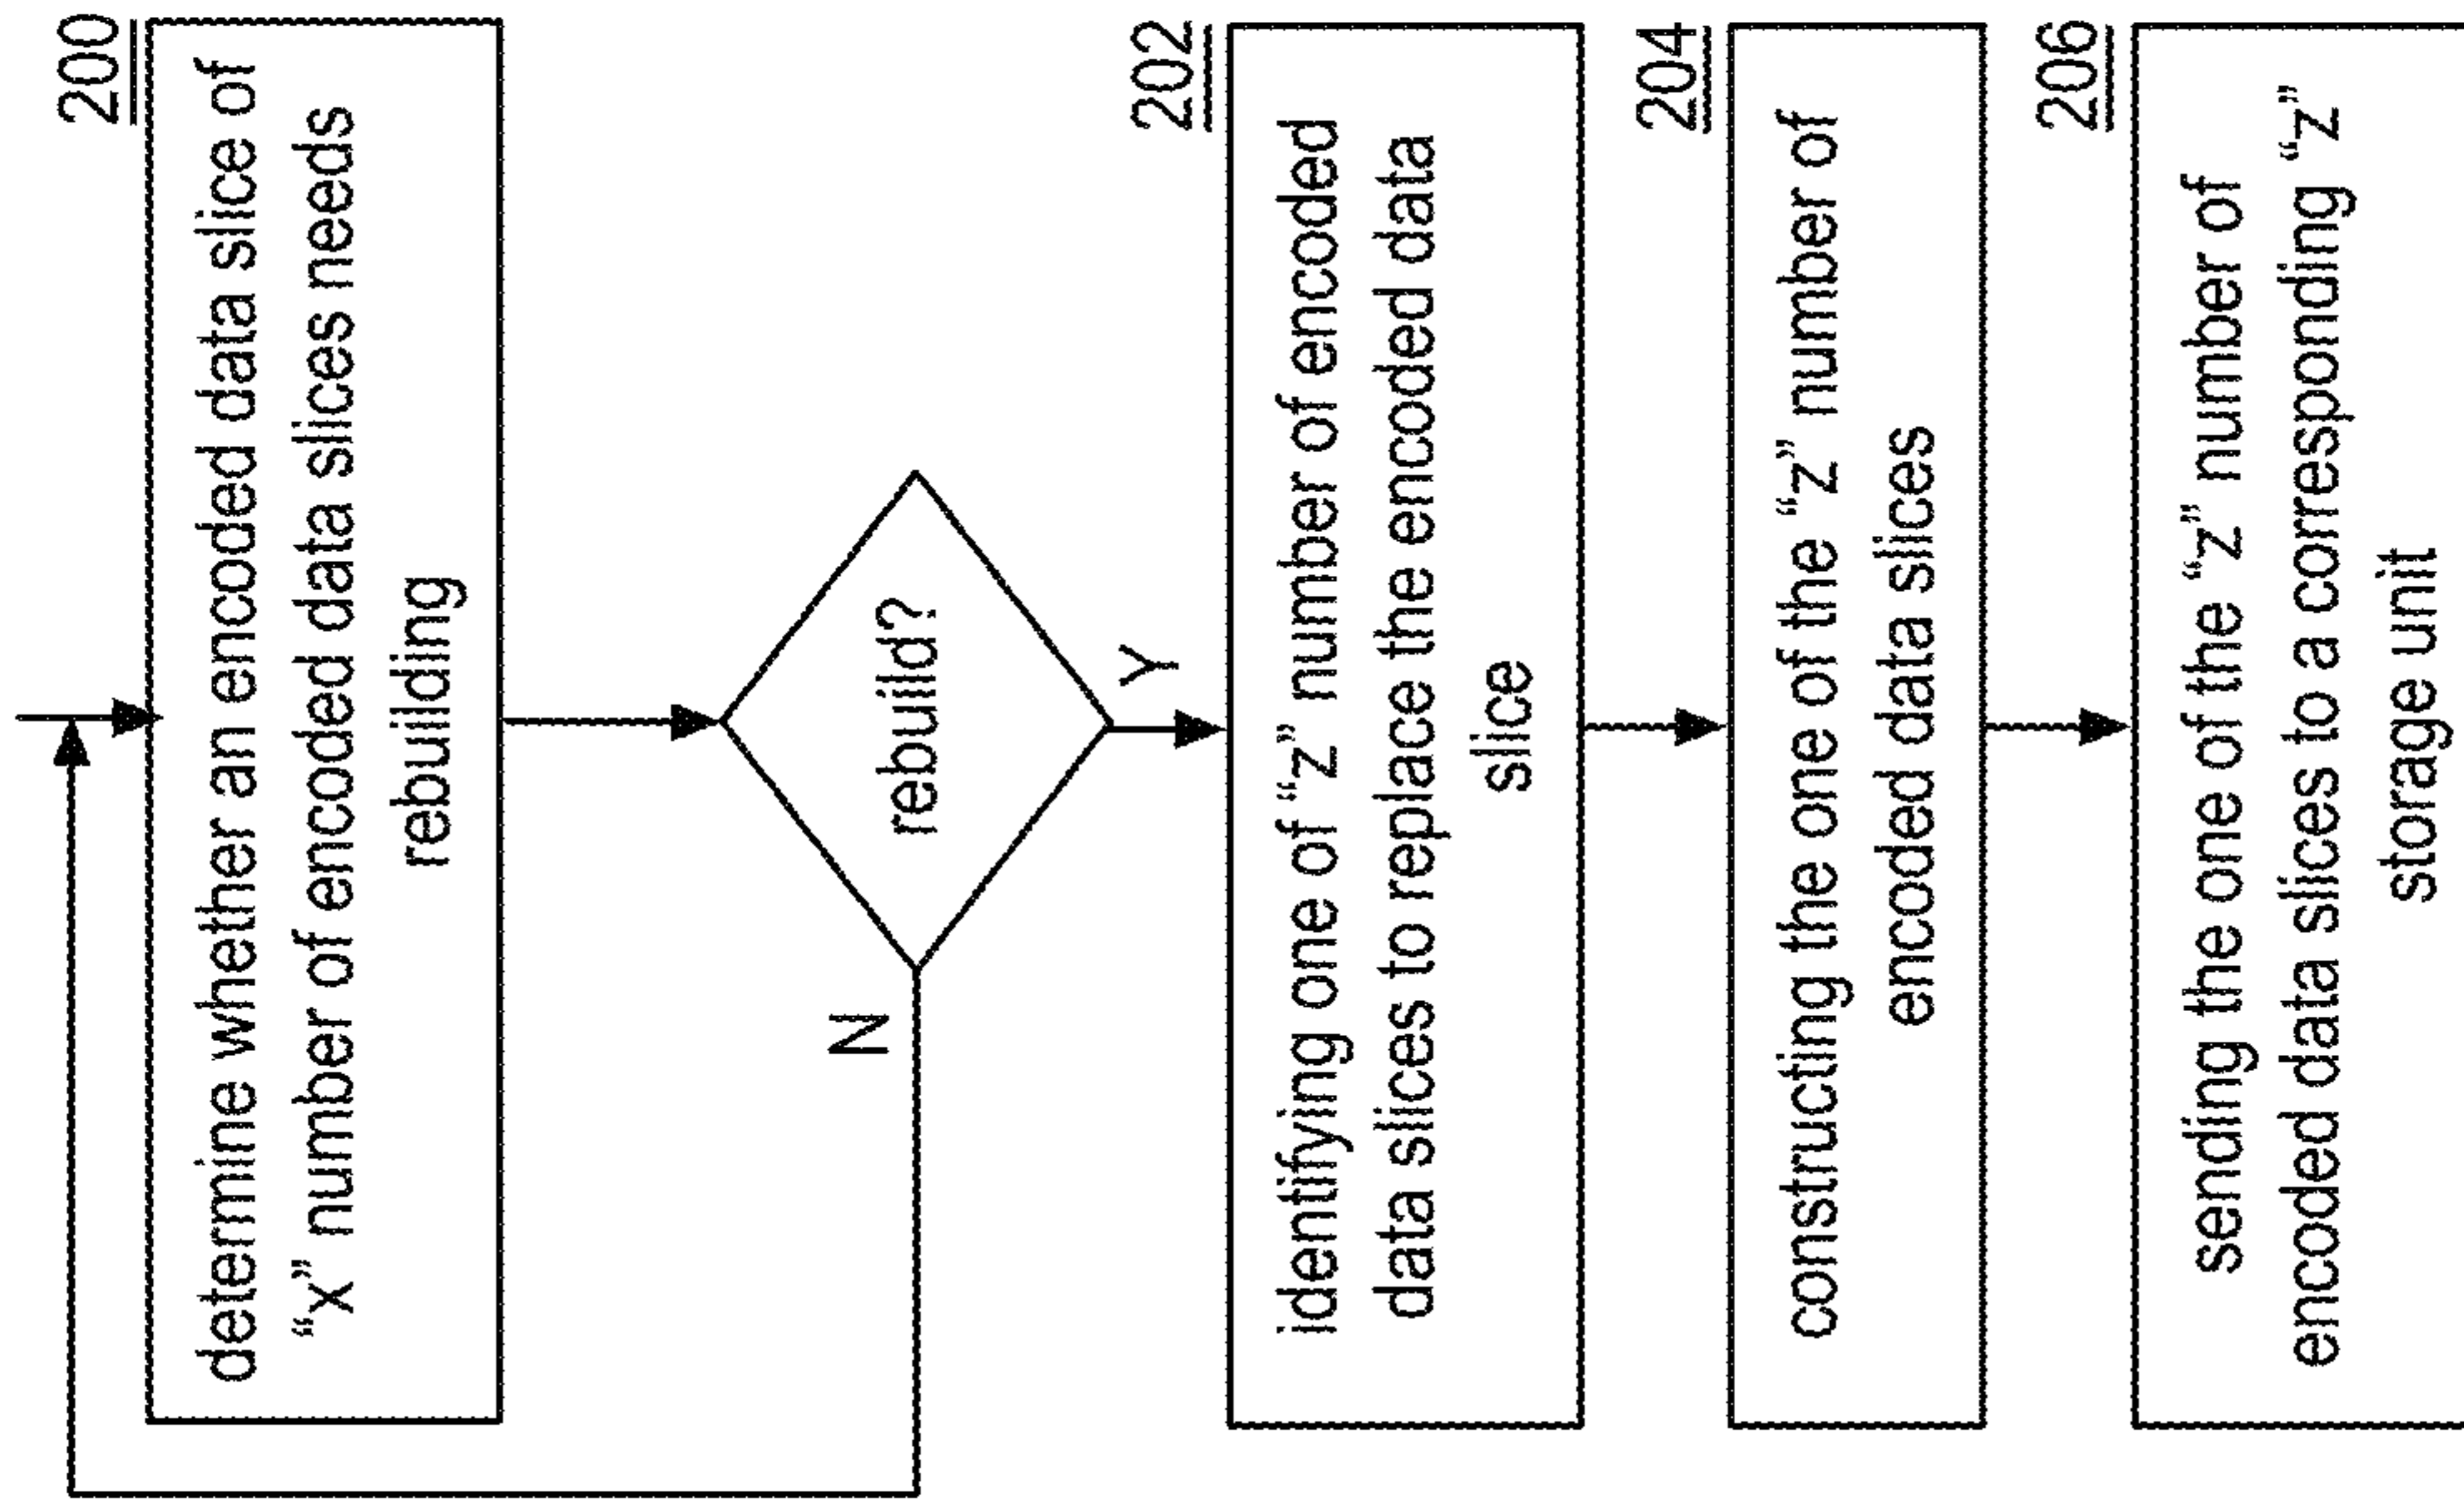 200
determine whether an encoded data slice of
“x” number of encoded data slices needs
rebuilding
rebuild?
N
Y
202
identifying one of “z” number of encoded
data slices to replace the encoded data
slice
204
constructing the one of the “z” number of
encoded data slices
206
sending the one of the “z” number of
encoded data slices to a corresponding “z”
storage unit